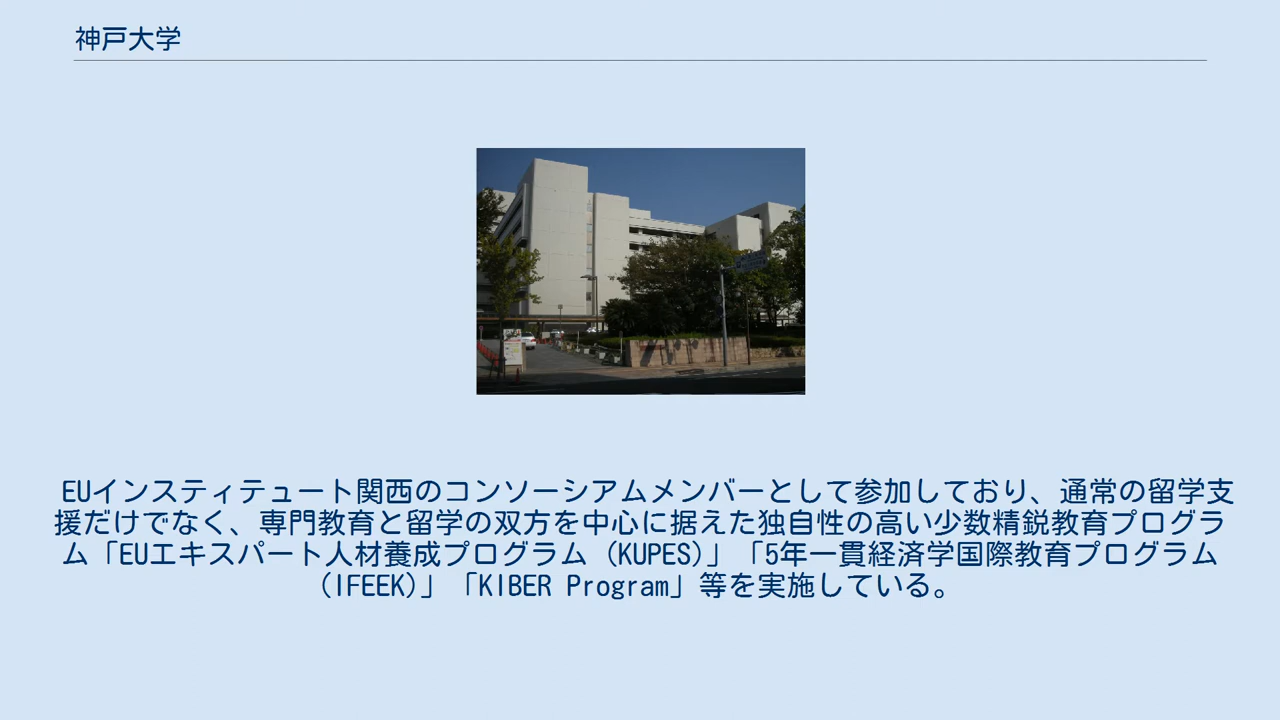 神戸大学
EUインスティテュート関西のコンソーシアムメンバーとして参加しており、通常の留学支
援だけでなく、専門教育と留学の双方を中心に据えた独自性の高い少数精鋭教育プログラ
ム「EUエキスパート人材養成プログラム (KUPES)」「5年一貫経済学国際教育プログラム
(IFEEK)」「KIBER Program」等を実施している。